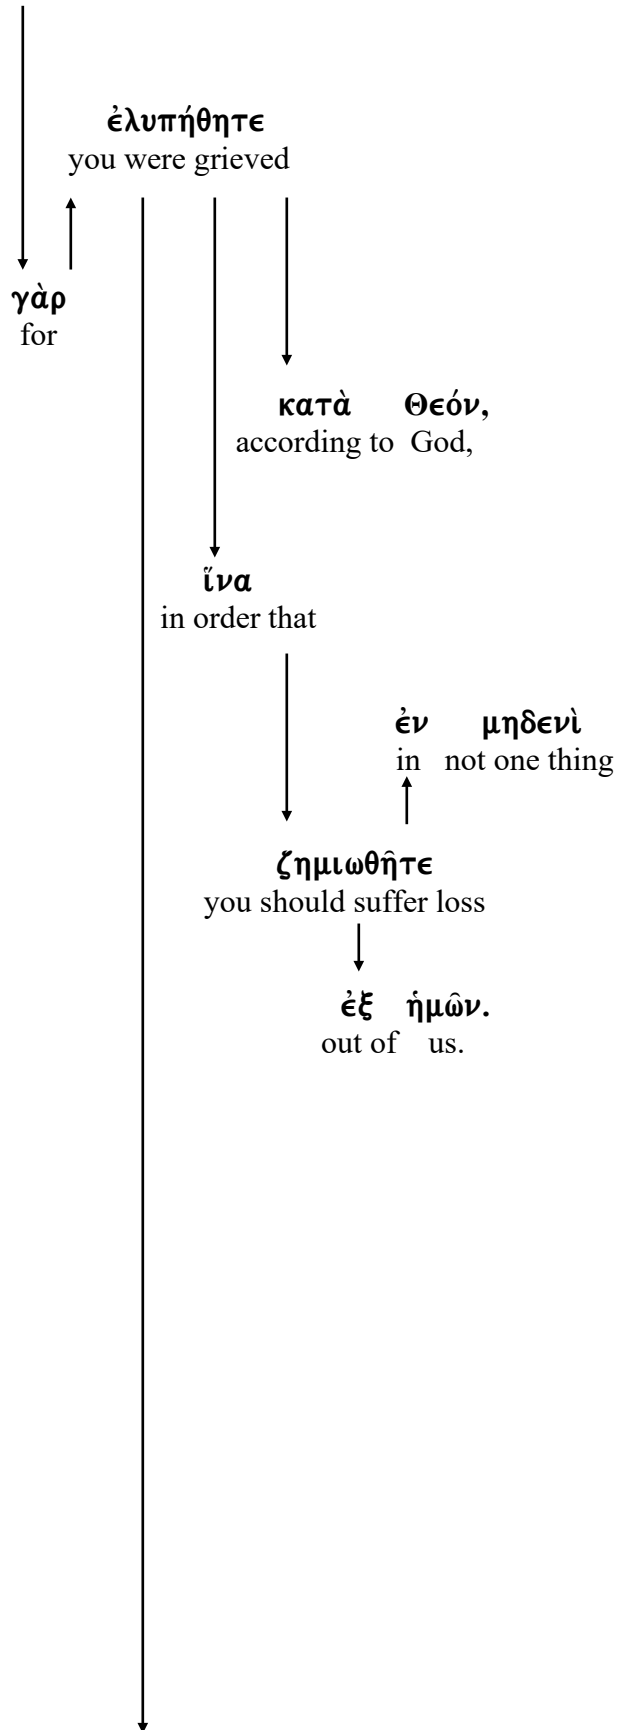 ἐλυπήθητε
you were grieved
γὰρ
for
κατὰ Θεόν,
according to God,
ἵνα
in order that
ἐν μηδενὶ
in not one thing
ζημιωθῆτε
you should suffer loss
ἐξ ἡμῶν.
out of us.